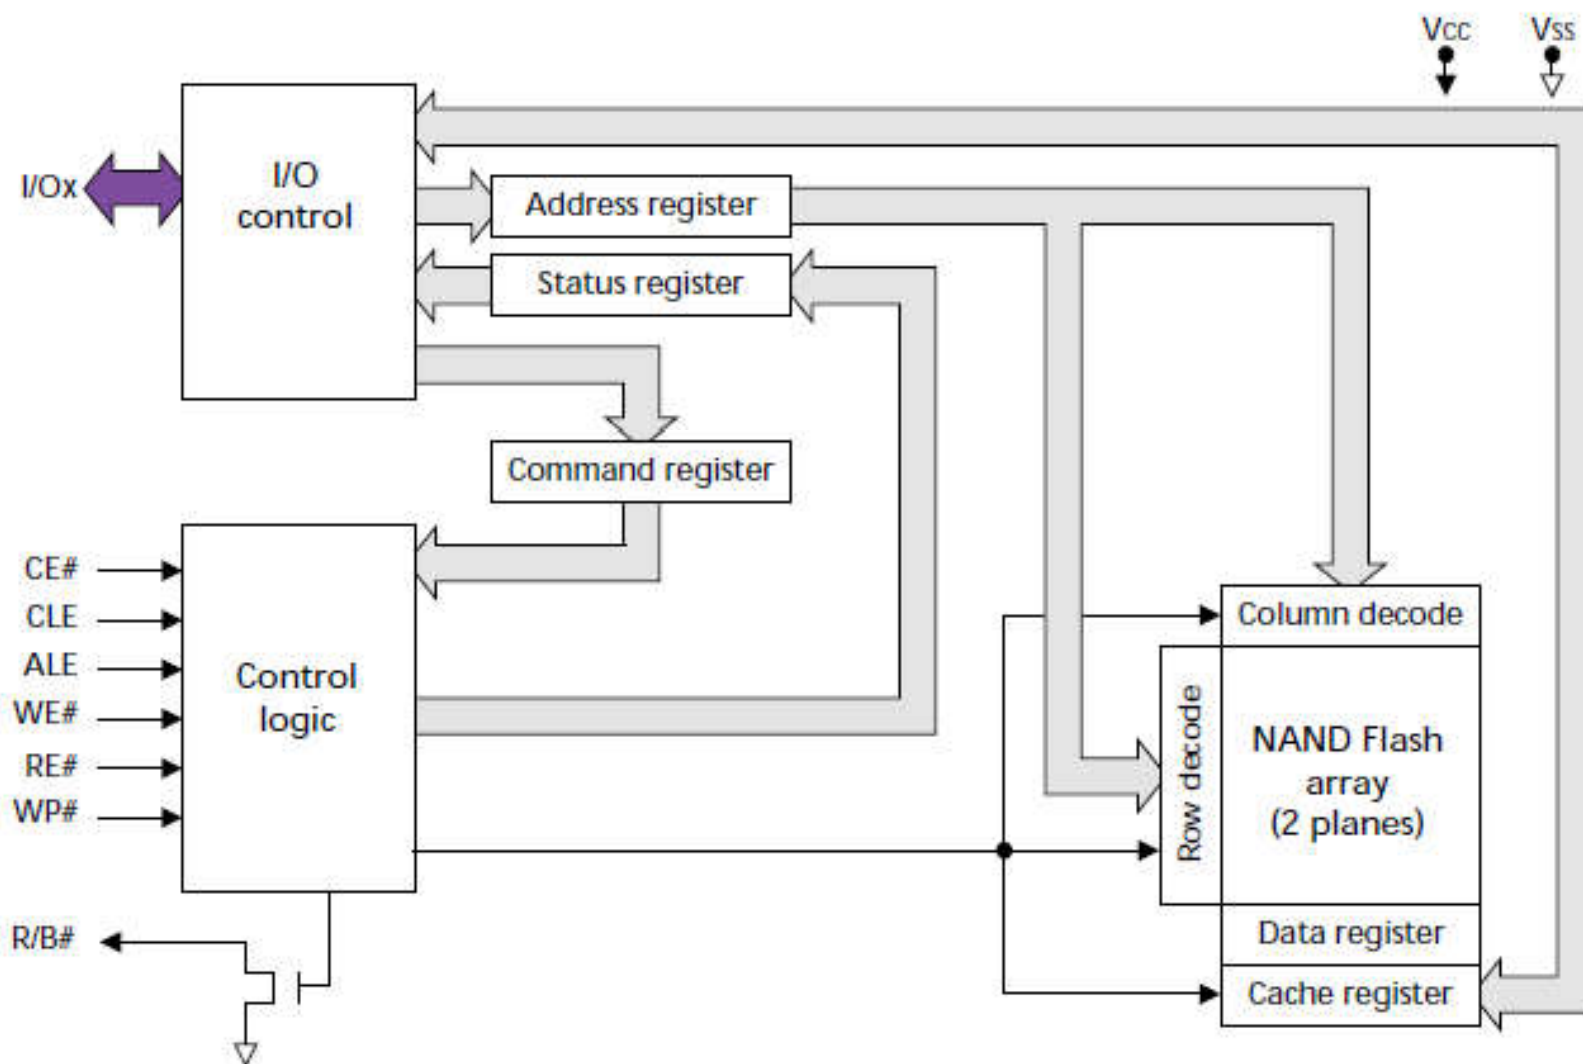 Vcc
Vss
I/Ox
I/O
control
Address register
Status register
Command register
CE#
CLE
ALE
WE#
RE#
WP#
Control
logic
R/B#
Column decode
Row decode
NAND Flash
array
(2 planes)
Data register
Cache register